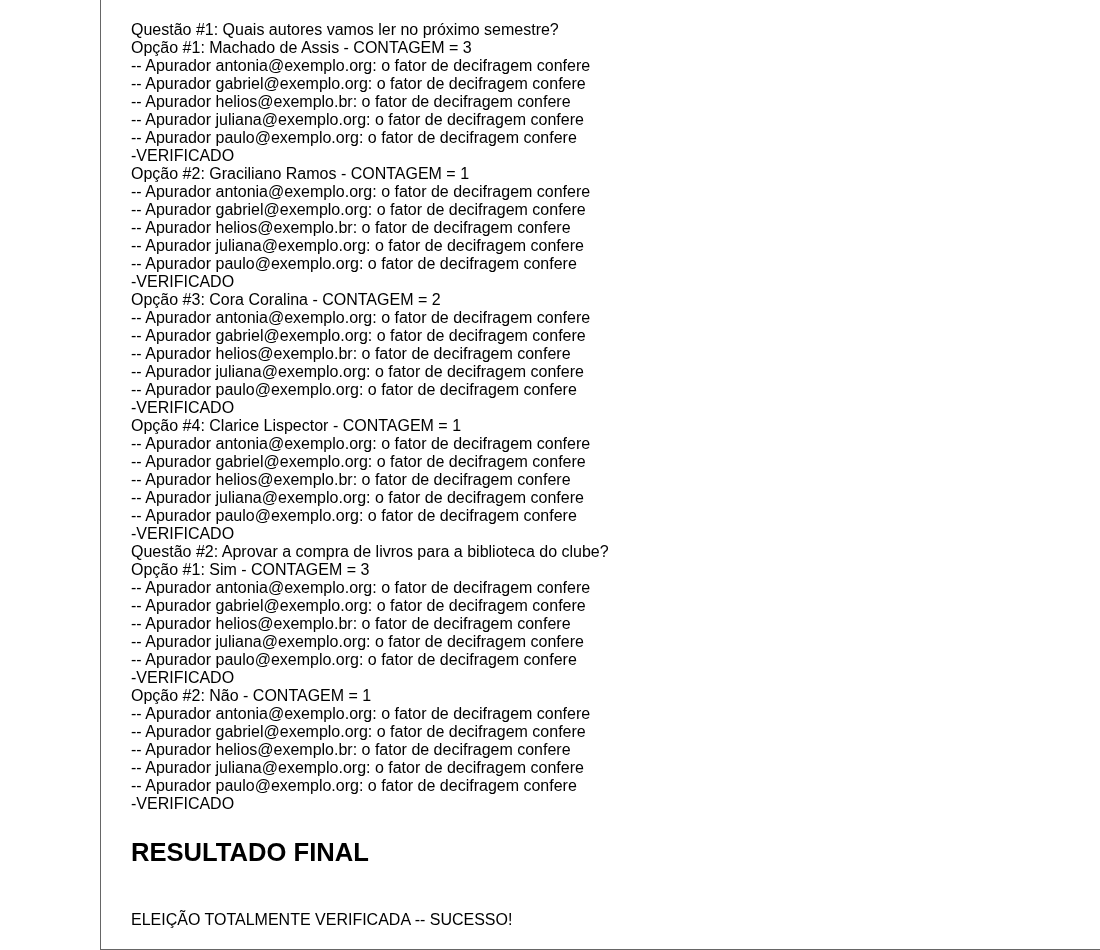 Questão #1: Quais autores vamos ler no próximo semestre?
Opção #1: Machado de Assis - CONTAGEM = 3
-- Apurador antonia@exemplo.org: o fator de decifragem confere
-- Apurador gabriel@exemplo.org: o fator de decifragem confere
-- Apurador helios@exemplo.br: o fator de decifragem confere
-- Apurador juliana@exemplo.org: o fator de decifragem confere
-- Apurador paulo@exemplo.org: o fator de decifragem confere
-VERIFICADO
Opção #2: Graciliano Ramos - CONTAGEM = 1
-- Apurador antonia@exemplo.org: o fator de decifragem confere
-- Apurador gabriel@exemplo.org: o fator de decifragem confere
-- Apurador helios@exemplo.br: o fator de decifragem confere
-- Apurador juliana@exemplo.org: o fator de decifragem confere
-- Apurador paulo@exemplo.org: o fator de decifragem confere
-VERIFICADO
Opção #3: Cora Coralina - CONTAGEM = 2
-- Apurador antonia@exemplo.org: o fator de decifragem confere
-- Apurador gabriel@exemplo.org: o fator de decifragem confere
-- Apurador helios@exemplo.br: o fator de decifragem confere
-- Apurador juliana@exemplo.org: o fator de decifragem confere
-- Apurador paulo@exemplo.org: o fator de decifragem confere
-VERIFICADO
Opção #4: Clarice Lispector - CONTAGEM = 1
-- Apurador antonia@exemplo.org: o fator de decifragem confere
-- Apurador gabriel@exemplo.org: o fator de decifragem confere
-- Apurador helios@exemplo.br: o fator de decifragem confere
-- Apurador juliana@exemplo.org: o fator de decifragem confere
-- Apurador paulo@exemplo.org: o fator de decifragem confere
-VERIFICADO
Questão #2: Aprovar a compra de livros para a biblioteca do clube?
Opção #1: Sim - CONTAGEM = 3
-- Apurador antonia@exemplo.org: o fator de decifragem confere
-- Apurador gabriel@exemplo.org: o fator de decifragem confere
-- Apurador helios@exemplo.br: o fator de decifragem confere
-- Apurador juliana@exemplo.org: o fator de decifragem confere
-- Apurador paulo@exemplo.org: o fator de decifragem confere
-VERIFICADO
Opção #2: Não - CONTAGEM = 1
-- Apurador antonia@exemplo.org: o fator de decifragem confere
-- Apurador gabriel@exemplo.org: o fator de decifragem confere
-- Apurador helios@exemplo.br: o fator de decifragem confere
-- Apurador juliana@exemplo.org: o fator de decifragem confere
-- Apurador paulo@exemplo.org: o fator de decifragem confere
-VERIFICADO
RESULTADO FINAL
ELEIÇÃO TOTALMENTE VERIFICADA -- SUCESSO!